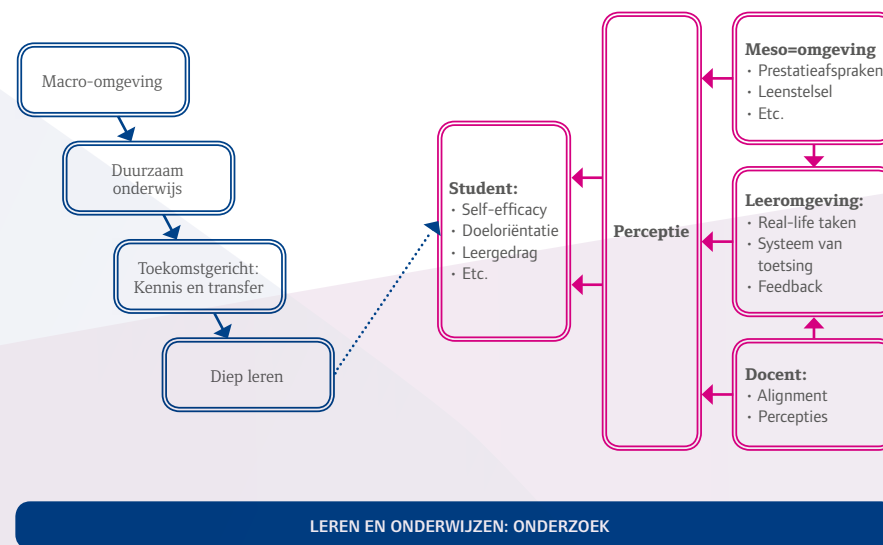 Macro-omgeving
Duurzaam
onderwijs
Toekomstgericht:
Kennis en transfer
Diep leren
Student:
· Self-efficacy
· Doeloriëntatie
· Leergedrag
· Etc.
Perceptie
Meso=omgeving
· Prestatieafspraken
· Leenstelsel
· Etc.
Leeromgeving:
· Real-life taken
· Systeem van
toetsing
· Feedback
Docent:
· Alignment
· Percepties
LEREN EN ONDERWIJZEN: ONDERZOEK